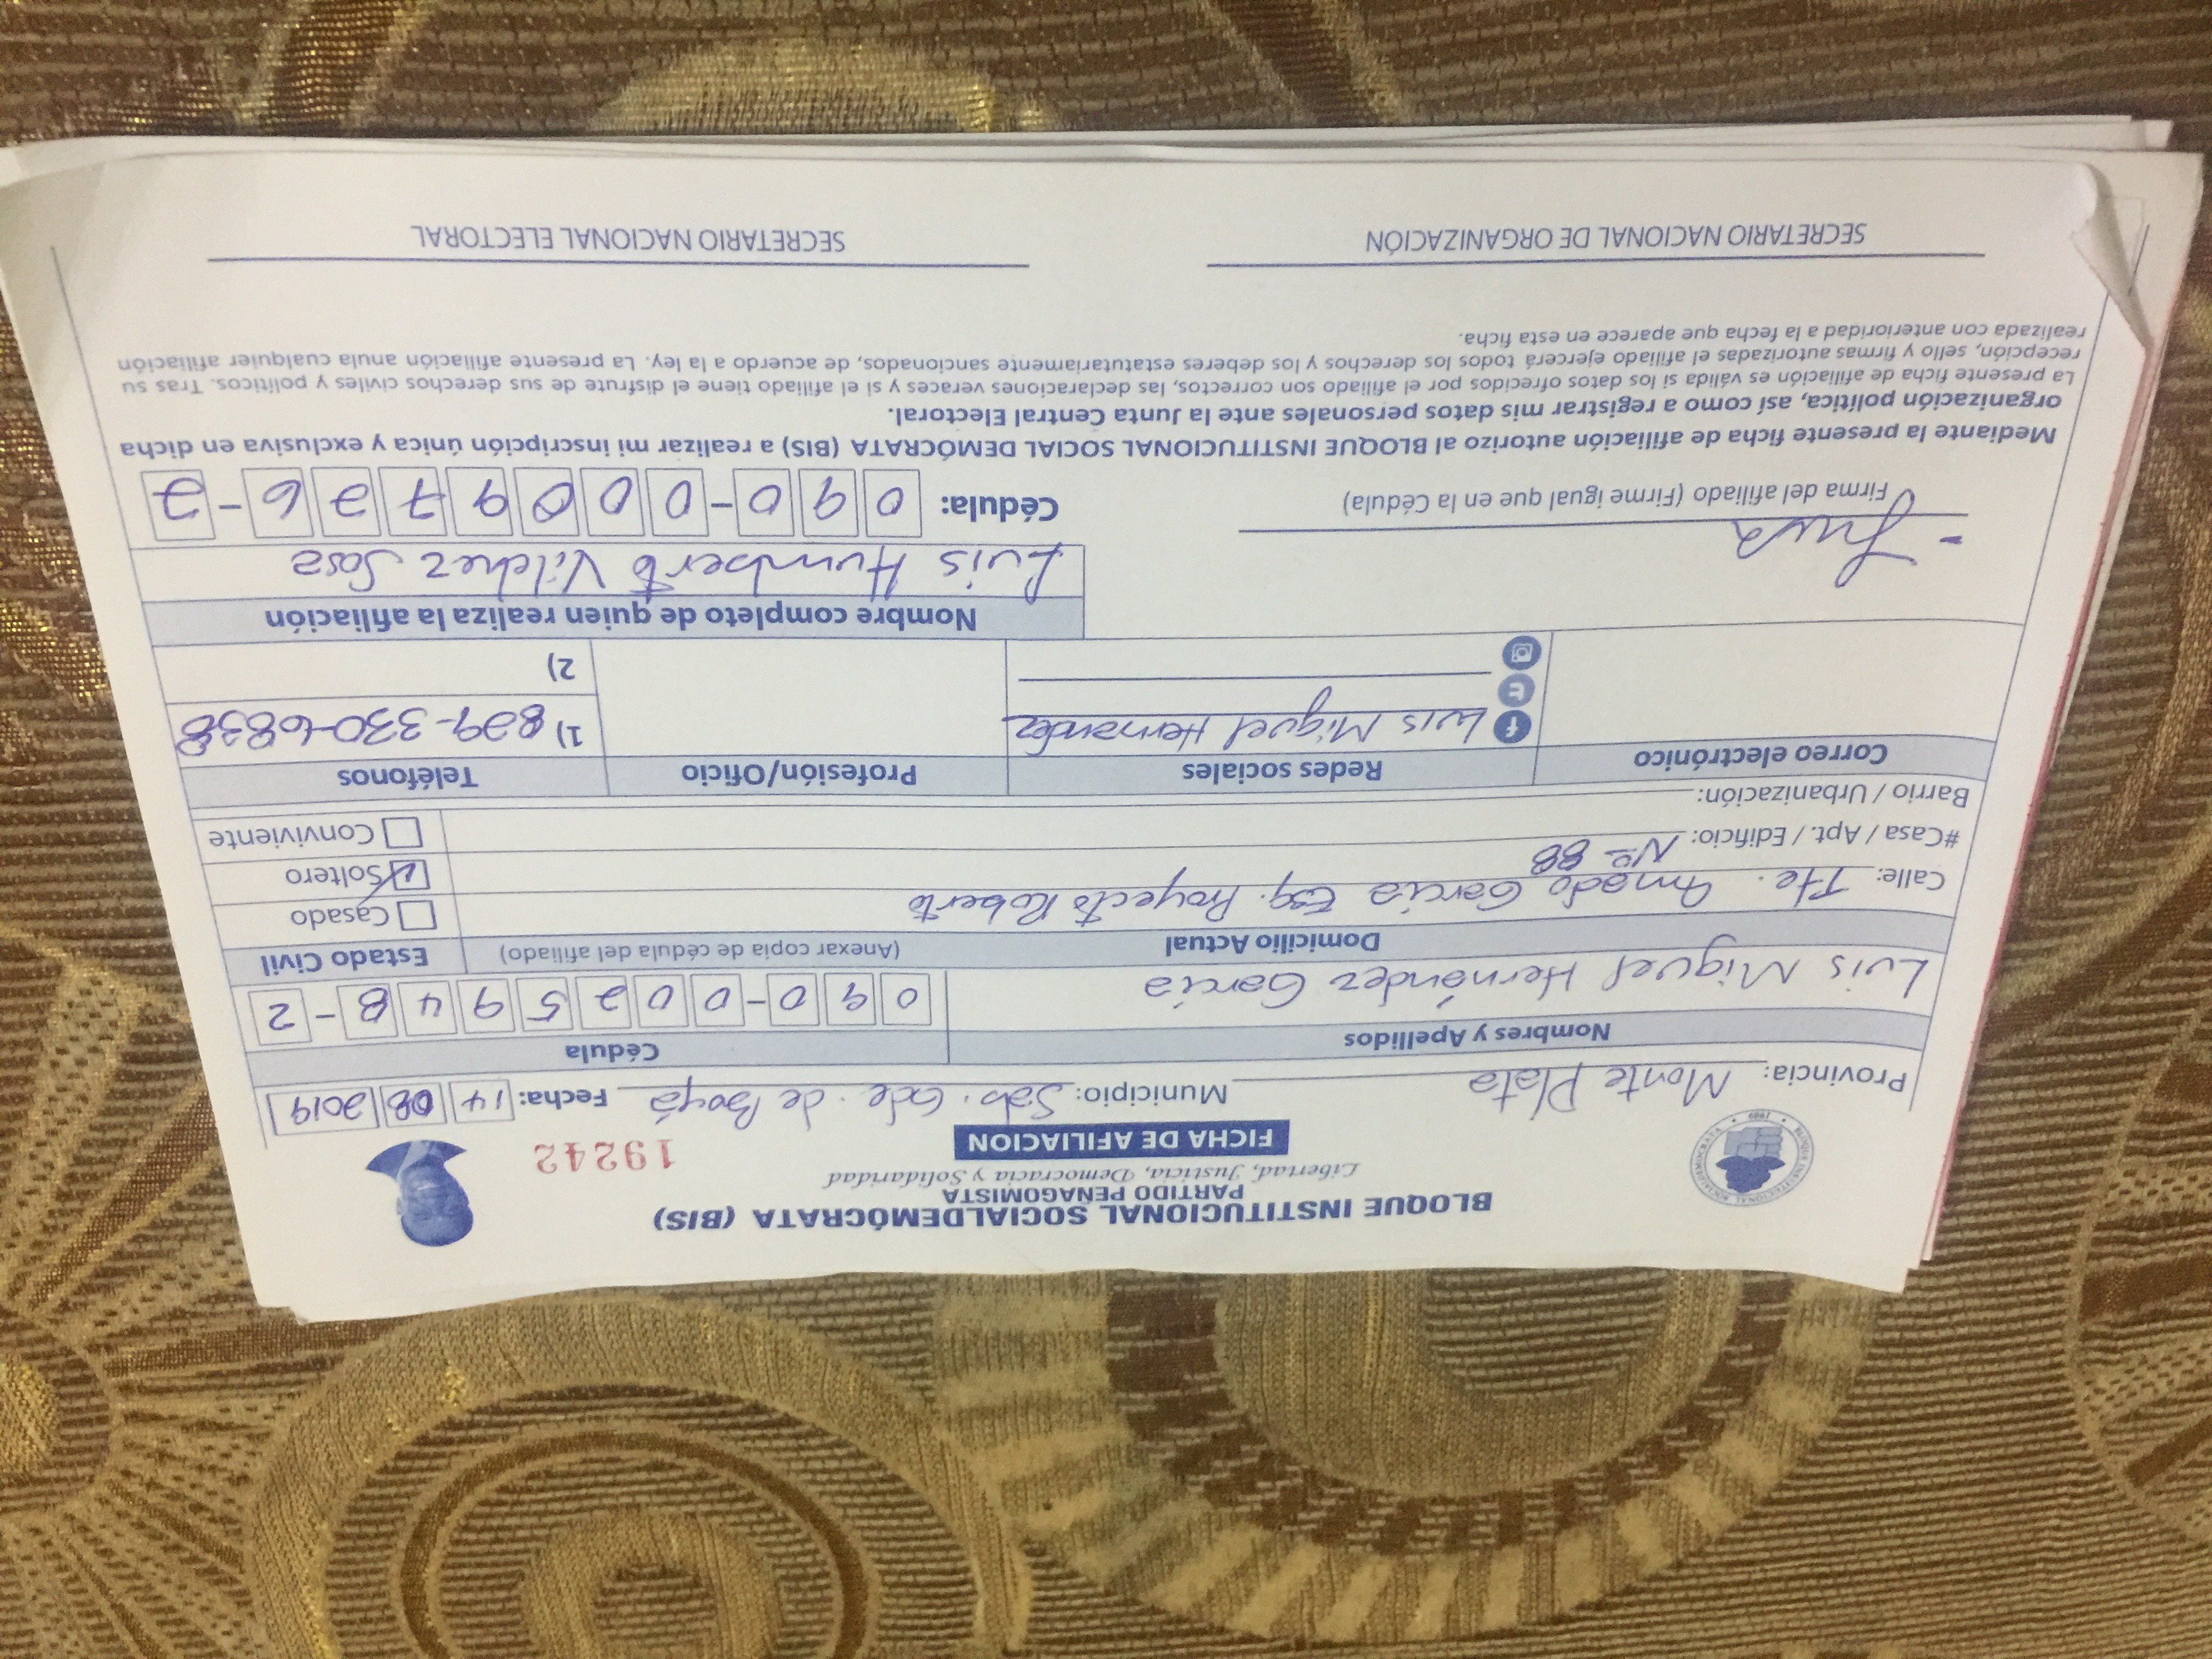 BLOQUE INSTITUCIONAL SOCIALDEMÓCRATA (BIS)
PARTIDO PEÑAGOMISTA
Libertad, Justicia, Democracia y Solidaridad
FICHA DE AFILIACION
19242
BLOQUE INSTITUCIONAL SOCIALDEMOCRATA
1989
Provincia: Monte Plata Municipio: Sab. Gde. de Boyá Fecha: 14 08 2019
Nombres y Apellidos Cédula
Luis Miguel Hernández García 090-0025948-2
Domicilio Actual (Anexar copia de cédula del afiliado) Estado Civil
Calle: Tte. Amado García Esq. Proyecto Roberto Casado
#Casa / Apt. / Edificio: Nº 88 Soltero
Barrio / Urbanización: Conviviente
Correo electrónico Redes sociales Profesión/Oficio Teléfonos
Luis Miguel Hernandez 1) 829-330-6838
2)
Nombre completo de quien realiza la afiliación
Luis Humberto Vilchez Sosa
Firma del afiliado (Firme igual que en la Cédula) Cédula: 090-0009726-2
Mediante la presente ficha de afiliación autorizo al BLOQUE INSTITUCIONAL SOCIAL DEMÓCRATA (BIS) a realizar mi inscripción única y exclusiva en dicha
organización política, así como a registrar mis datos personales ante la Junta Central Electoral.
La presente ficha de afiliación es válida si los datos ofrecidos por el afiliado son correctos, las declaraciones veraces y si el afiliado tiene el disfrute de sus derechos civiles y políticos. Tras su
recepción, sello y firmas autorizadas el afiliado ejercerá todos los derechos y los deberes estatutariamente sancionados, de acuerdo a la ley. La presente afiliación anula cualquier afiliación
realizada con anterioridad a la fecha que aparece en esta ficha.
SECRETARIO NACIONAL DE ORGANIZACIÓN SECRETARIO NACIONAL ELECTORAL